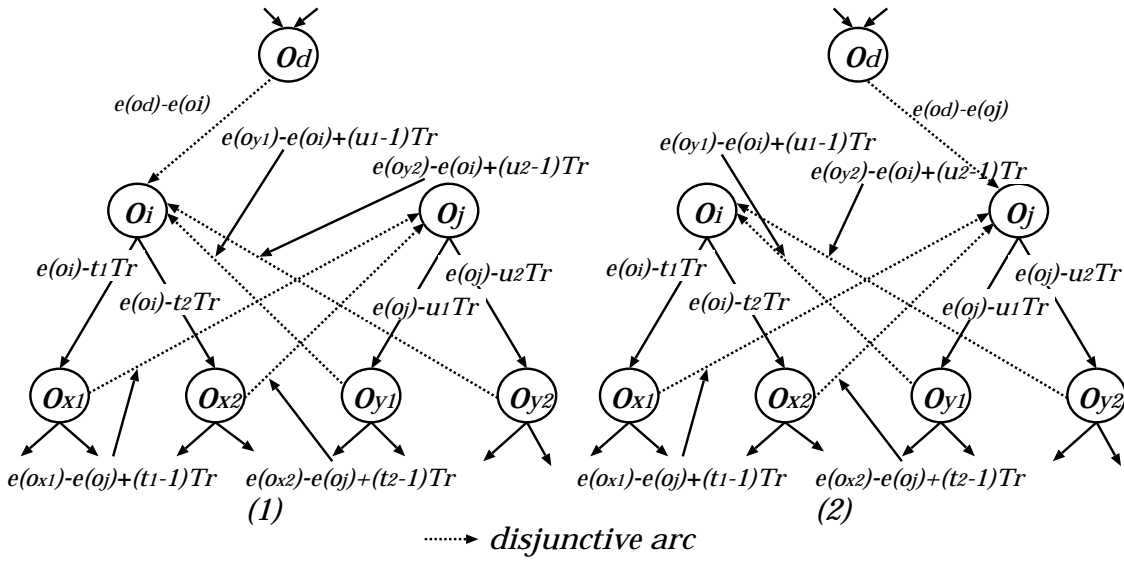 Od Od
e(od)-e(oi) e(od)-e(oj)
e(oy1)-e(oi)+(u1-1)Tr e(oy1)-e(oi)+(u1-1)Tr
e(oy2)-e(oi)+(u2-1)Tr e(oy2)-e(oi)+(u2-1)Tr
Oi Oj Oi Oj
e(oi)-t1Tr e(oj)-u2Tr e(oi)-t1Tr e(oj)-u2Tr
e(oi)-t2Tr e(oj)-u1Tr e(oi)-t2Tr e(oj)-u1Tr
Ox1 Ox2 Oy1 Oy2 Ox1 Ox2 Oy1 Oy2
e(ox1)-e(oj)+(t1-1)Tr e(ox2)-e(oj)+(t2-1)Tr e(ox1)-e(oj)+(t1-1)Tr e(ox2)-e(oj)+(t2-1)Tr
(1) (2)
disjunctive arc